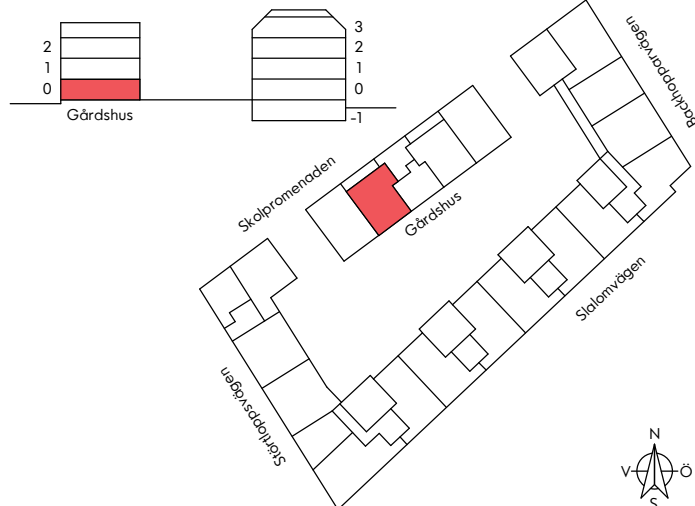 2
1
0
Gårdshus
3
2
1
0
-1
Backhopparvägen
Skolpromenaden
Gårdshus
Slalomvägen
Störtloppsvägen
N
V
Ö
S